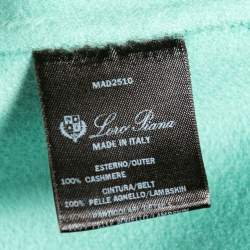 MAD2510
Loro Piana
MADE IN ITALY
ESTERNO/OUTER
100% CASHMERE
CINTURA/BELT
100% PELLE AGNELLO/LAMBSKIN